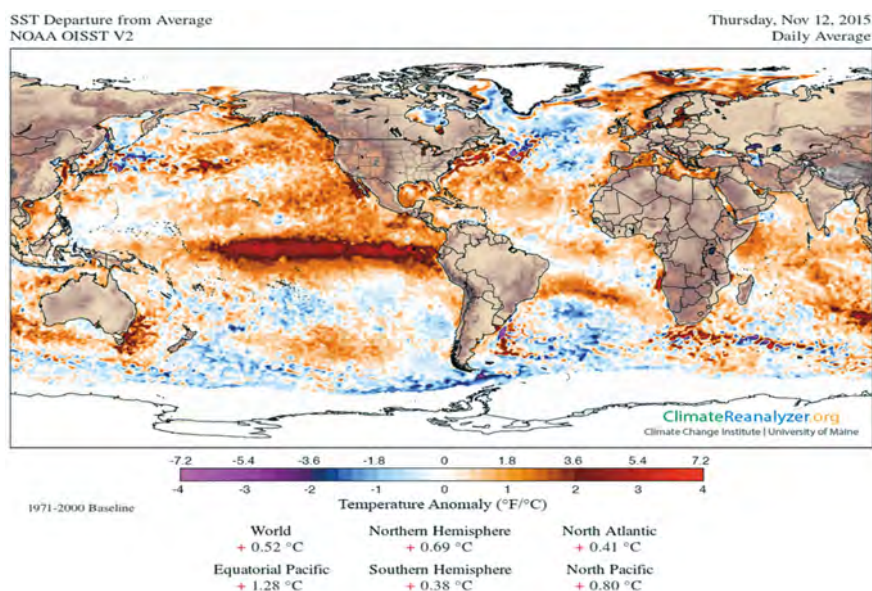 SST Departure from Average
NOAA OISST V2
Thursday, Nov 12, 2015
Daily Average
ClimateReanalyzer.org
Climate Change Institute | University of Maine
-7.2 -5.4 -3.6 -1.8 0 1.8 3.6 5.4 7.2
-4 -3 -2 -1 0 1 2 3 4
1971-2000 Baseline
Temperature Anomaly (°F/°C)
World Northern Hemisphere North Atlantic
+ 0.52 °C + 0.69 °C + 0.41 °C
Equatorial Pacific Southern Hemisphere North Pacific
+ 1.28 °C + 0.38 °C + 0.80 °C